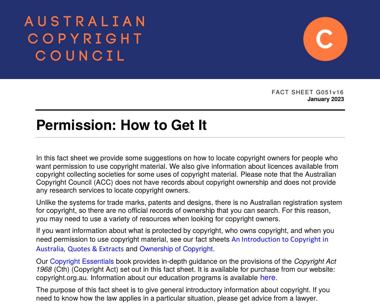 AUSTRALIAN
COPYRIGHT
COUNCIL
C
FACT SHEET G051v16
January 2023
Permission: How to Get It
In this fact sheet we provide some suggestions on how to locate copyright owners for people who
want permission to use copyright material. We also give information about licences available from
copyright collecting societies for some uses of copyright material. Please note that the Australian
Copyright Council (ACC) does not have records about copyright ownership and does not provide
any research services to locate copyright owners.
Unlike the systems for trade marks, patents and designs, there is no Australian registration system
for copyright, so there are no official records of ownership that you can search. For this reason,
you may need to use a variety of resources when looking for copyright owners.
If you want information about what is protected by copyright, who owns copyright, and when you
need permission to use copyright material, see our fact sheets An Introduction to Copyright in
Australia, Quotes & Extracts and Ownership of Copyright.
Our Copyright Essentials book provides in-depth guidance on the provisions of the Copyright Act
1968 (Cth) (Copyright Act) set out in this fact sheet. It is available for purchase from our website:
copyright.org.au. Information about our education programs is available here.
The purpose of this fact sheet is to give general introductory information about copyright. If you
need to know how the law applies in a particular situation, please get advice from a lawyer.